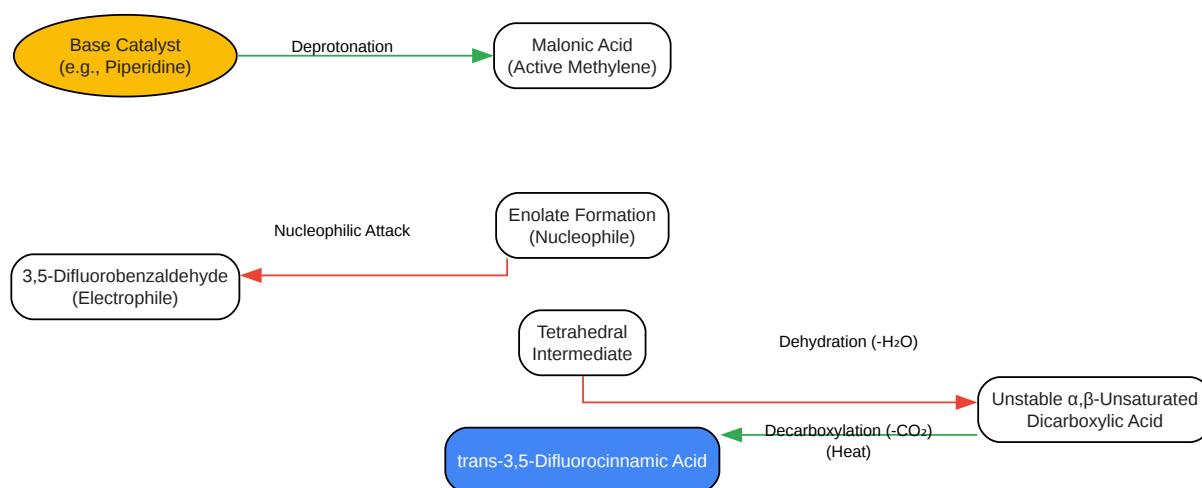 Base Catalyst
(e.g., Piperidine)
Deprotonation
Malonic Acid
(Active Methylene)
Enolate Formation
(Nucleophile)
Nucleophilic Attack
3,5-Difluorobenzaldehyde
(Electrophile)
Tetrahedral
Intermediate
Dehydration (-H₂O)
Unstable α,β-Unsaturated
Dicarboxylic Acid
Decarboxylation (-CO₂)
(Heat)
trans-3,5-Difluorocinnamic Acid